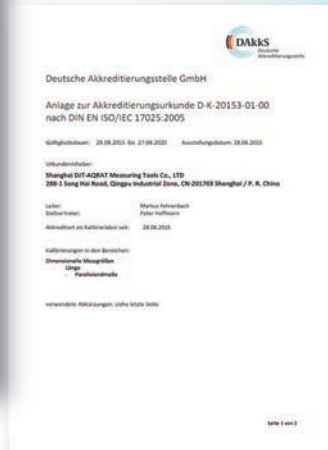 DAkkS
Deutsche
Akkreditierungsstelle
Deutsche Akkreditierungsstelle GmbH
Anlage zur Akkreditierungsurkunde D-K-20153-01-00
nach DIN EN ISO/IEC 17025:2005
Gültigkeitsdauer: 28.08.2015 bis 27.08.2020 Ausstellungsdatum: 28.08.2015
Urkundeninhaber:
Shanghai DJT-AQRAT Measuring Tools Co., LTD
288-1 Song Hai Road, Qingpu Industrial Zone, CN-201703 Shanghai / P. R. China
Leiter: Markus Fehrenbach
Stellvertreter: Peter Hoffmann
Akkreditiert als Kalibrierlabor seit: 28.08.2015
Kalibrierungen in den Bereichen:
Dimensionelle Messgrößen
Länge
- Parallelendmaße
verwendete Abkürzungen: siehe letzte Seite
Seite 1 von 2